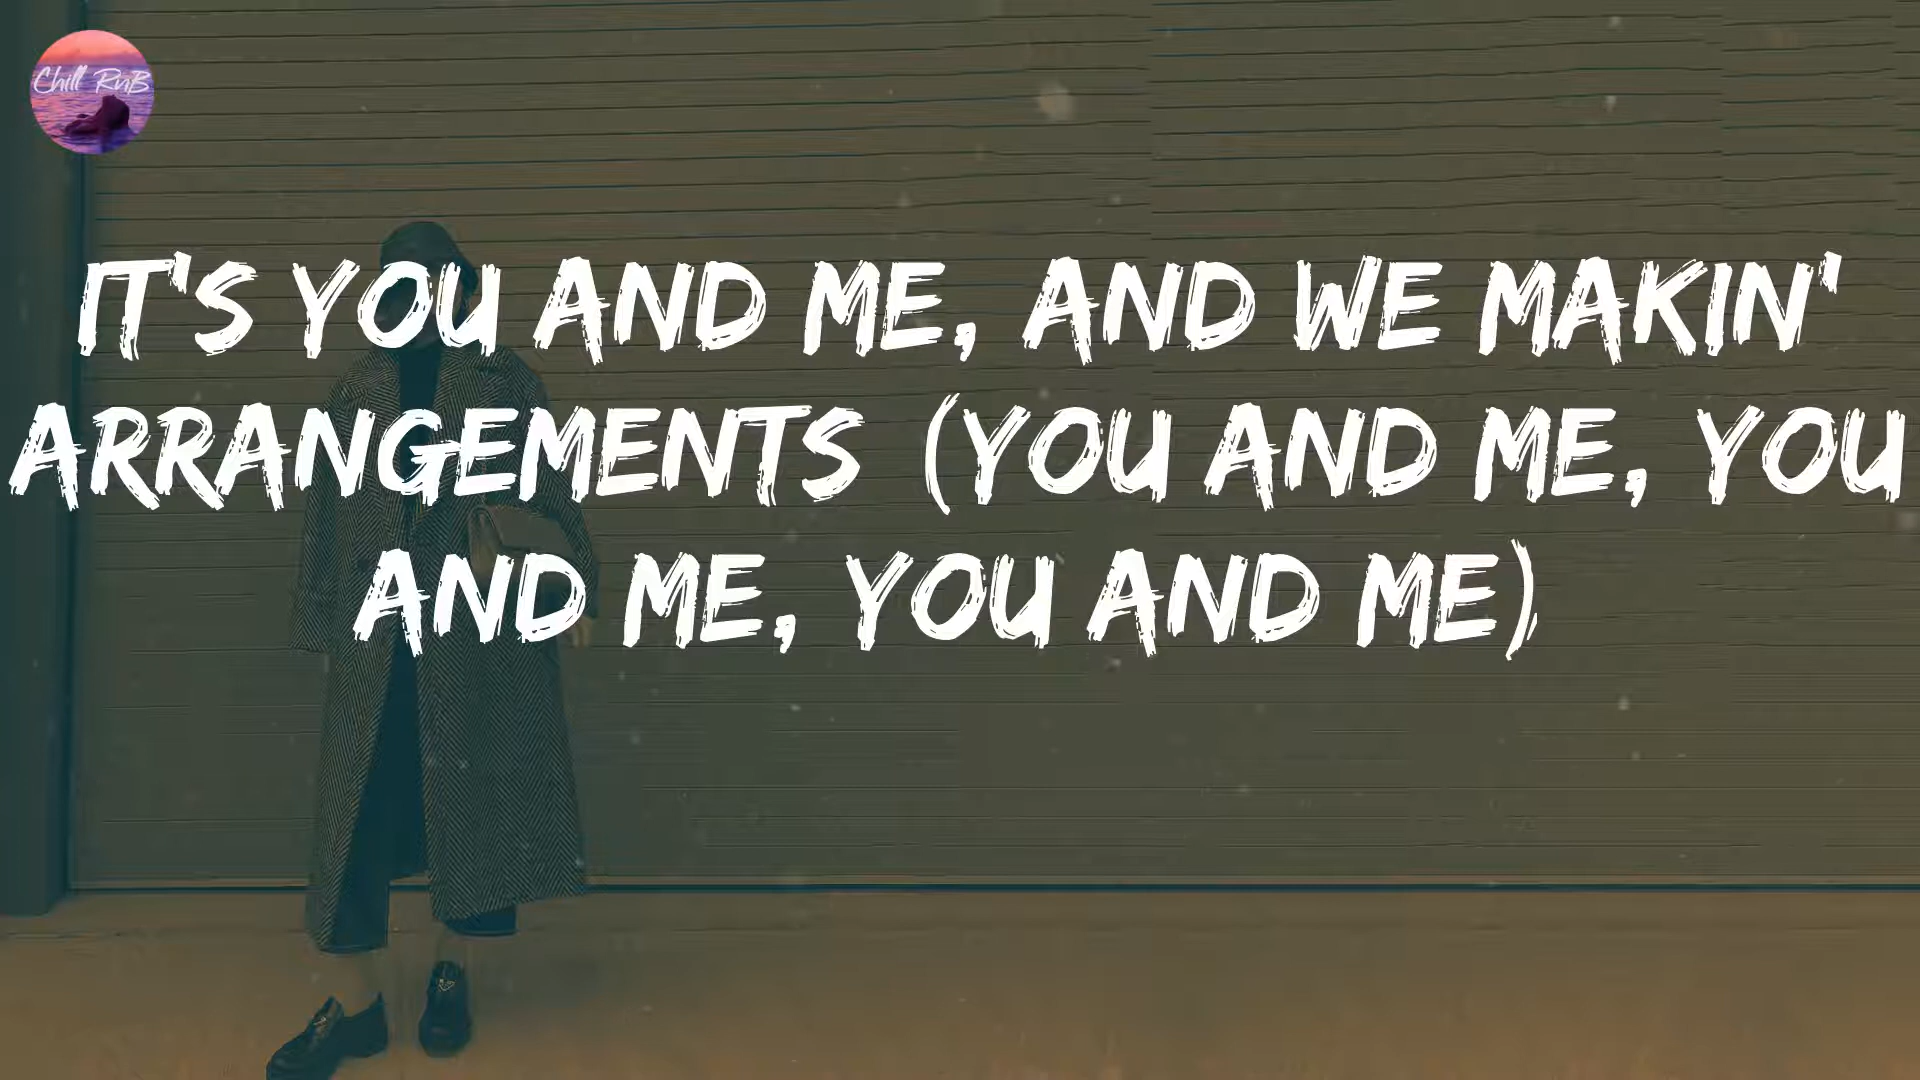 Chill RnB
IT'S YOU AND ME, AND WE MAKIN'
ARRANGEMENTS (YOU AND ME, YOU
AND ME, YOU AND ME)